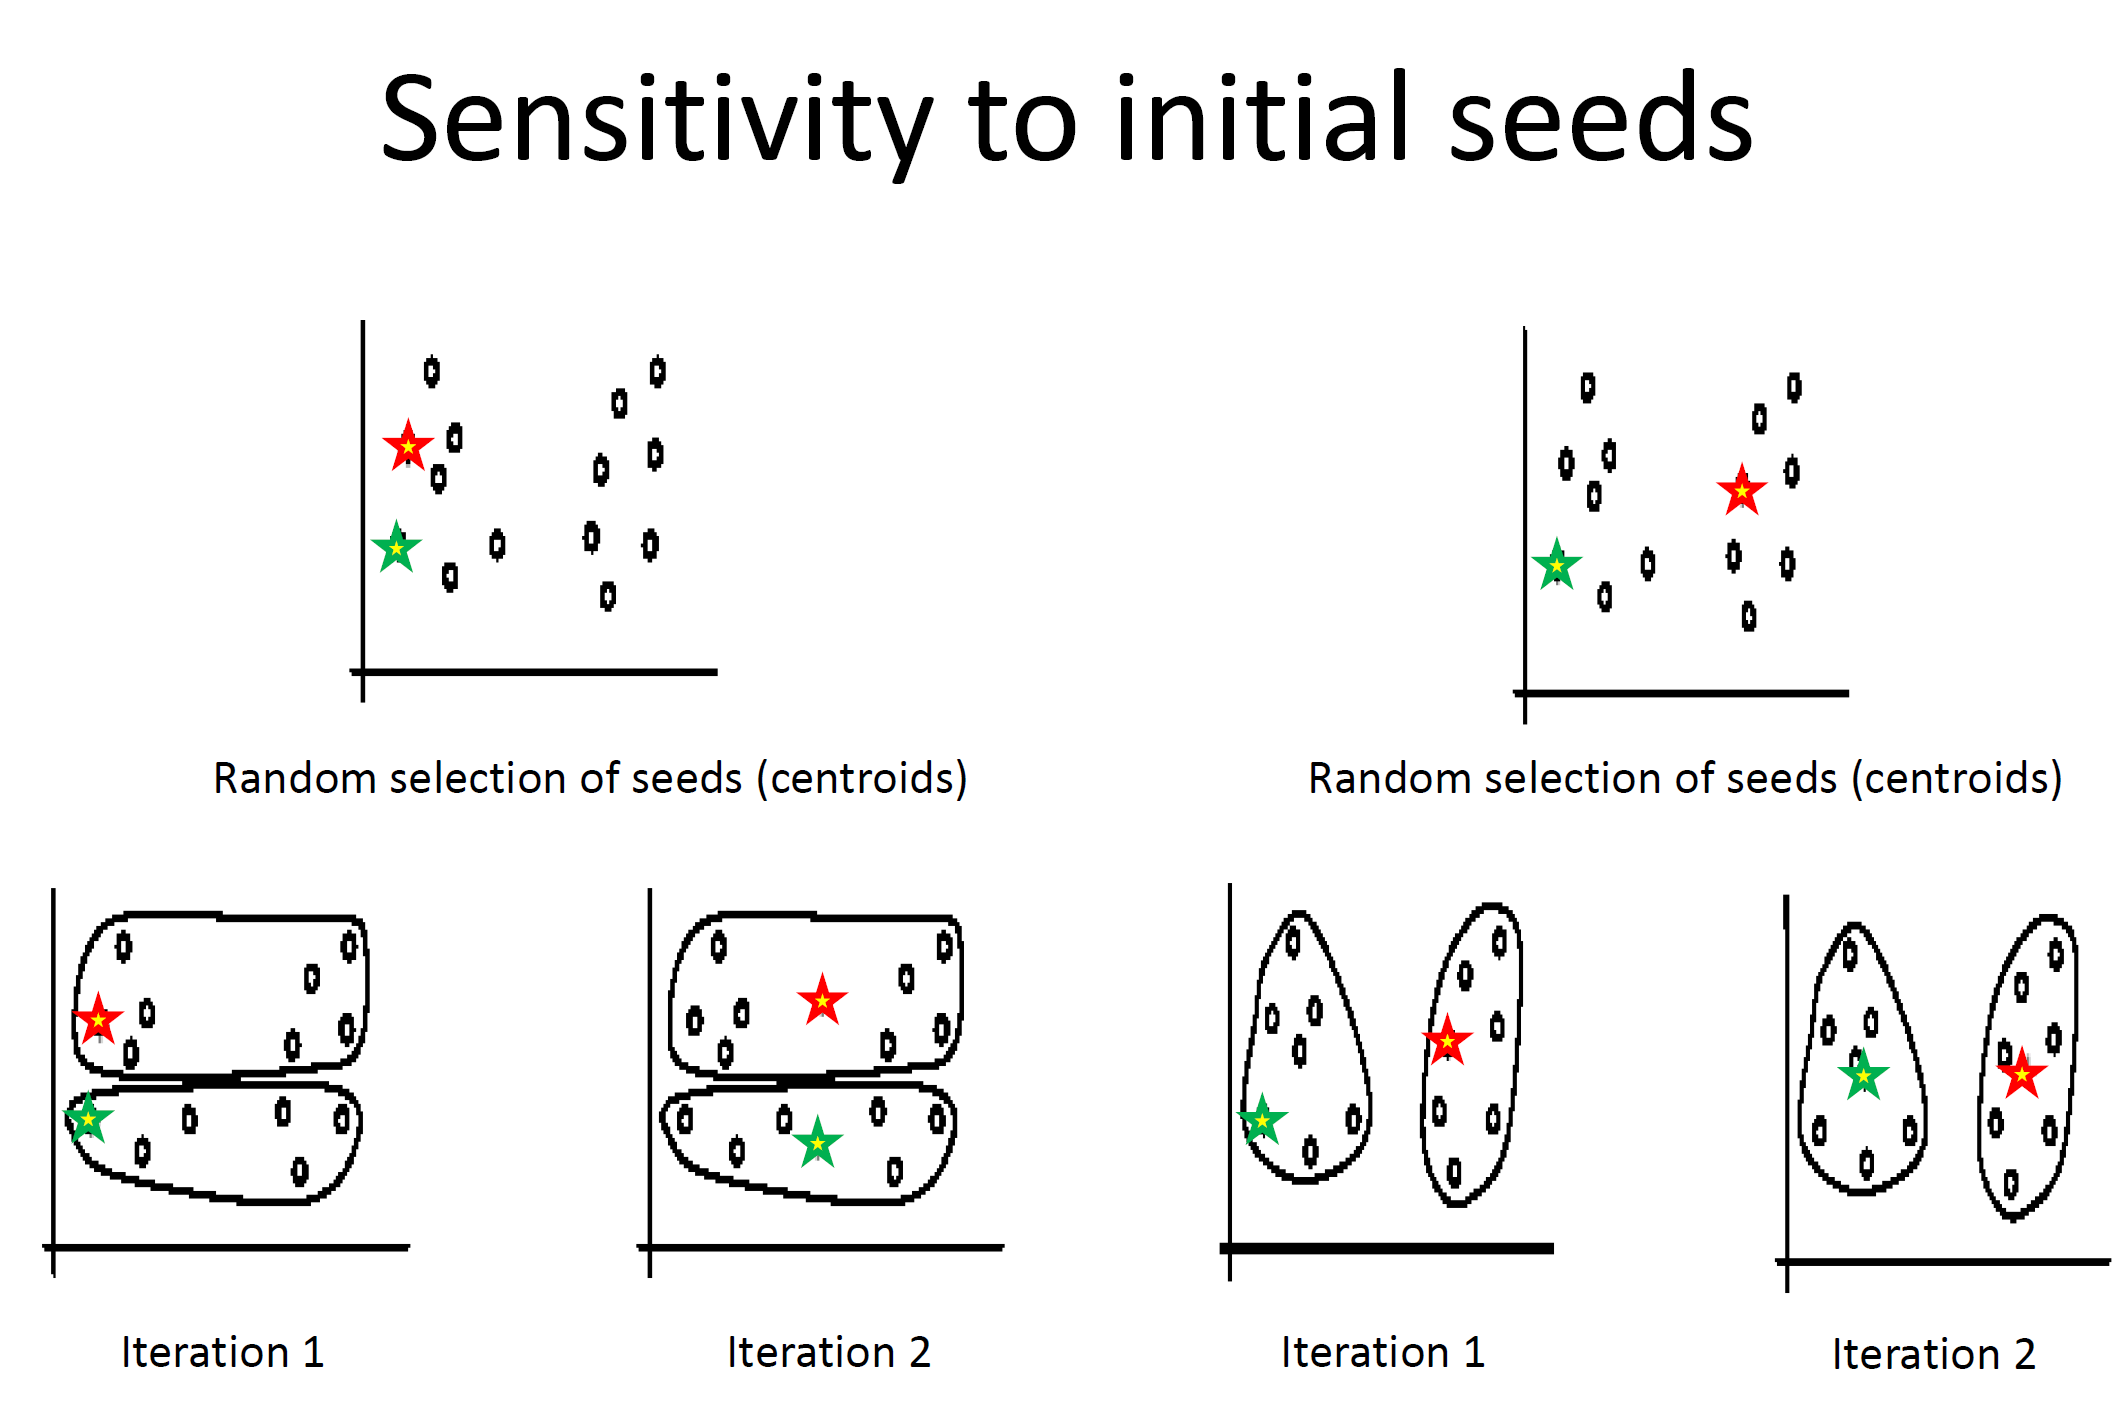 Sensitivity to initial seeds
Random selection of seeds (centroids)
Random selection of seeds (centroids)
Iteration 1
Iteration 2
Iteration 1
Iteration 2